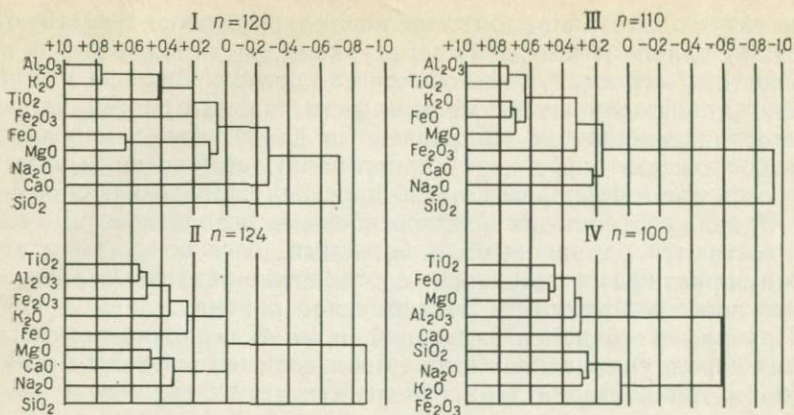 I n=120
+1,0 +0,8 +0,6 +0,4 +0,2 0 -0,2 -0,4 -0,6 -0,8 -1,0
Al₂O₃
K₂O
TiO₂
Fe₂O₃
FeO
MgO
Na₂O
CaO
SiO₂
II n=124
TiO₂
Al₂O₃
Fe₂O₃
K₂O
FeO
MgO
CaO
Na₂O
SiO₂
III n=110
+1,0 +0,8 +0,6 +0,4 +0,2 0 -0,2 -0,4 -0,6 -0,8 -1,0
Al₂O₃
TiO₂
K₂O
FeO
MgO
Fe₂O₃
CaO
Na₂O
SiO₂
IV n=100
TiO₂
FeO
MgO
Al₂O₃
CaO
SiO₂
Na₂O
K₂O
Fe₂O₃